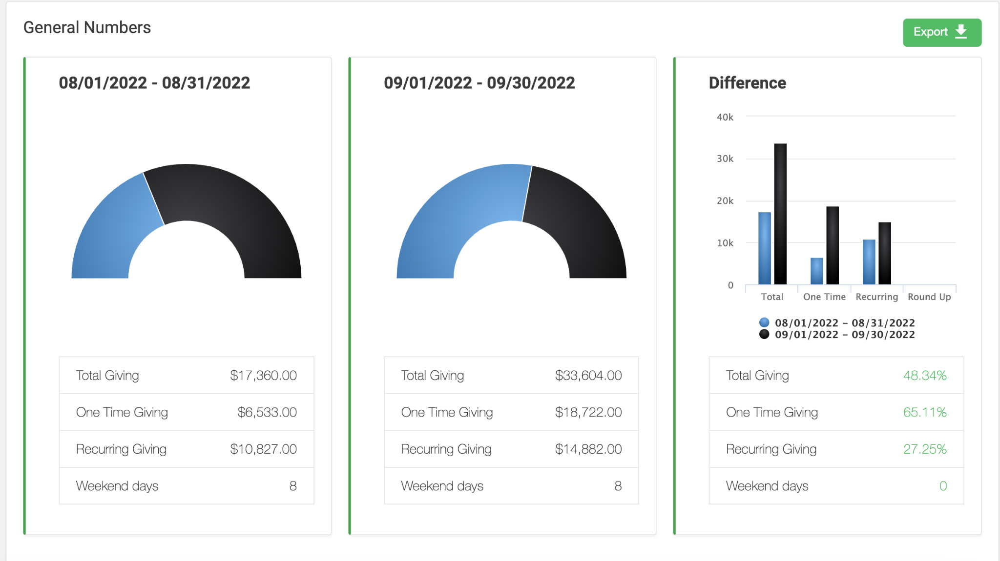 General Numbers
Export
08/01/2022 - 08/31/2022
Total Giving $17,360.00
One Time Giving $6,533.00
Recurring Giving $10,827.00
Weekend days 8
09/01/2022 - 09/30/2022
Total Giving $33,604.00
One Time Giving $18,722.00
Recurring Giving $14,882.00
Weekend days 8
Difference
40k
30k
20k
10k
0
Total One Time Recurring Round Up
08/01/2022 – 08/31/2022
09/01/2022 – 09/30/2022
Total Giving 48.34%
One Time Giving 65.11%
Recurring Giving 27.25%
Weekend days 0